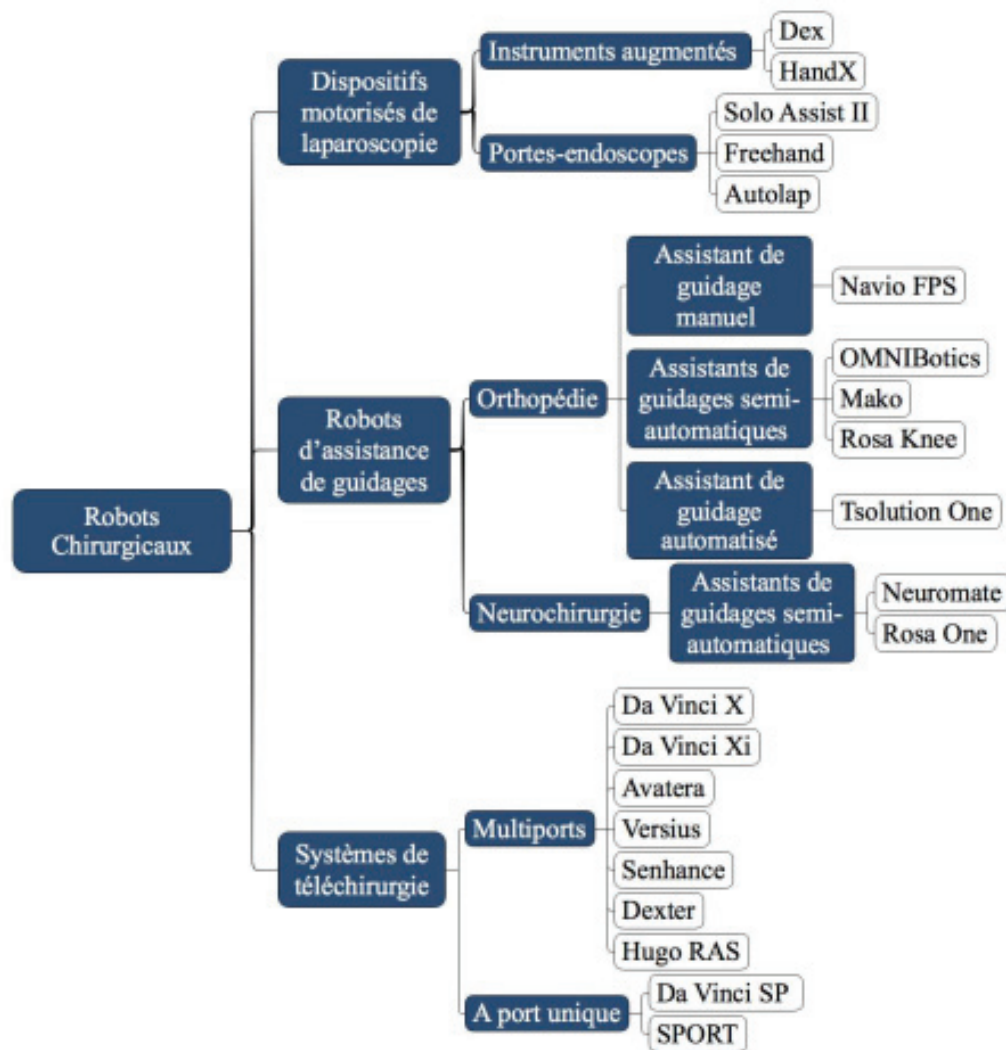 Robots
Chirurgicaux
Dispositifs
motorisés de
laparoscopie
Instruments augmentés
Dex
HandX
Portes-endoscopes
Solo Assist II
Freehand
Autolap
Robots
d'assistance
de guidages
Orthopédie
Assistant de
guidage
manuel
Navio FPS
Assistants de
guidages semi-
automatiques
OMNIBotics
Mako
Rosa Knee
Assistant de
guidage
automatisé
Tsolution One
Neurochirurgie
Assistants de
guidages semi-
automatiques
Neuromate
Rosa One
Systèmes de
téléchirurgie
Multiports
Da Vinci X
Da Vinci Xi
Avatera
Versius
Senhance
Dexter
Hugo RAS
A port unique
Da Vinci SP
SPORT